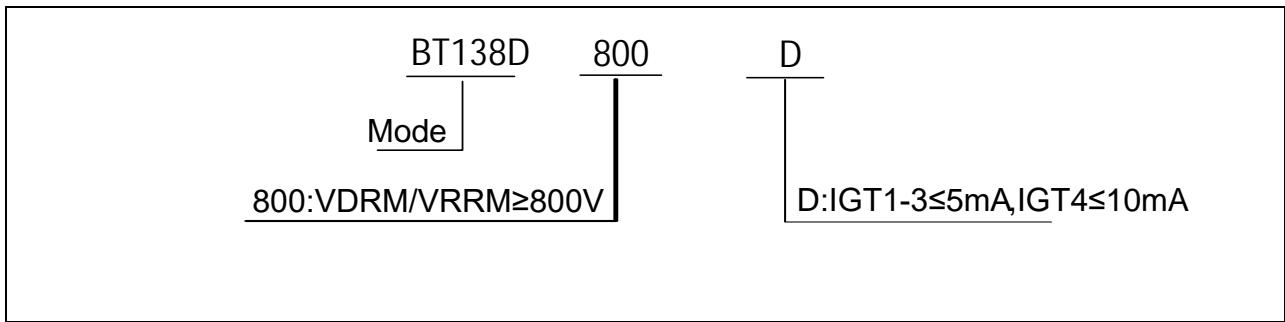 BT138D 800 D
Mode
800:VDRM/VRRM≥800V D:IGT1-3≤5mA,IGT4≤10mA